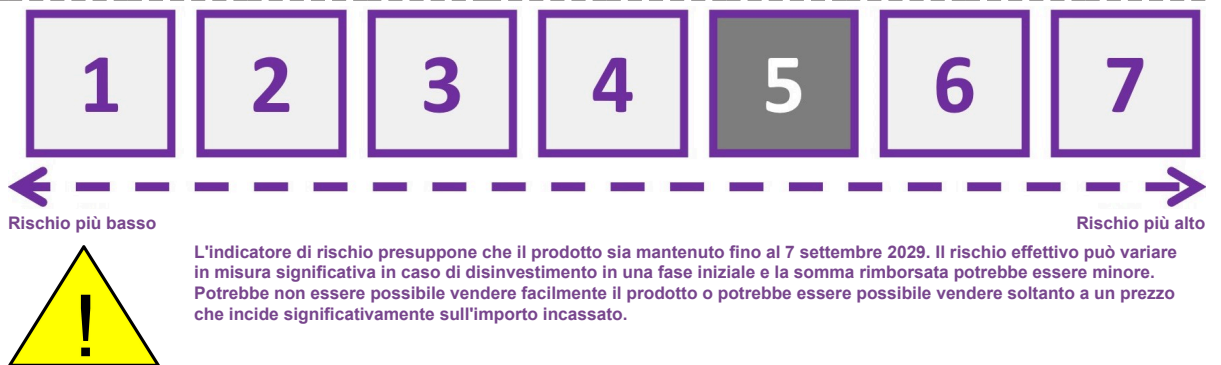 1 2 3 4 5 6 7
Rischio più basso Rischio più alto
L'indicatore di rischio presuppone che il prodotto sia mantenuto fino al 7 settembre 2029. Il rischio effettivo può variare
in misura significativa in caso di disinvestimento in una fase iniziale e la somma rimborsata potrebbe essere minore.
Potrebbe non essere possibile vendere facilmente il prodotto o potrebbe essere possibile vendere soltanto a un prezzo
che incide significativamente sull'importo incassato.
!